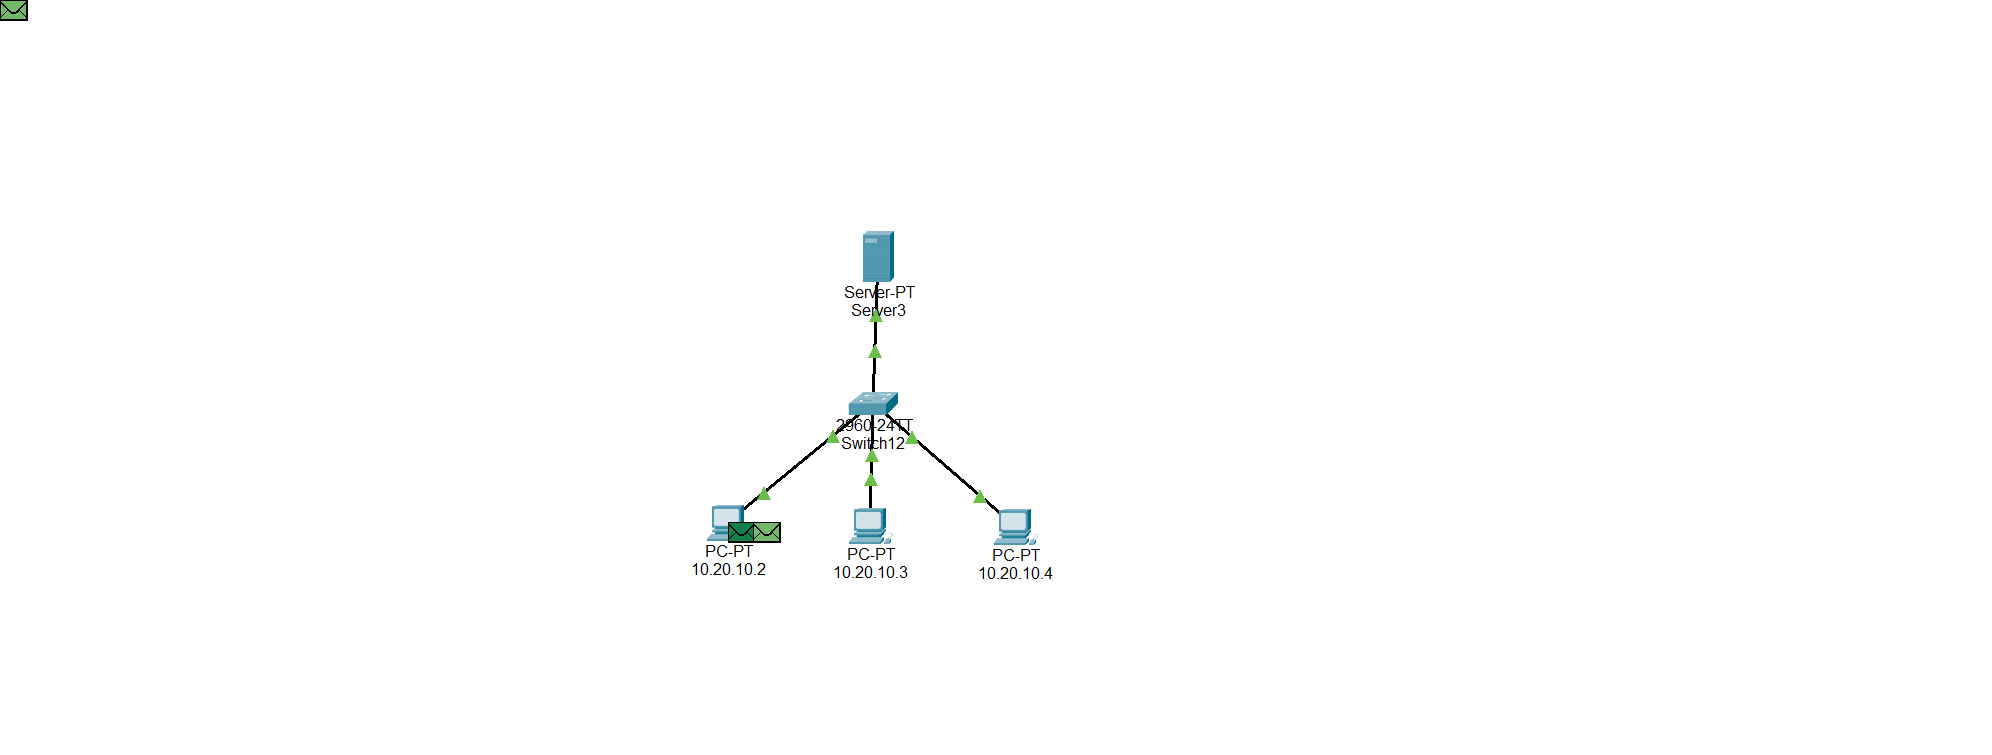 Server-PT
Server3
2960-24TT
Switch12
PC-PT
10.20.10.2
PC-PT
10.20.10.3
PC-PT
10.20.10.4